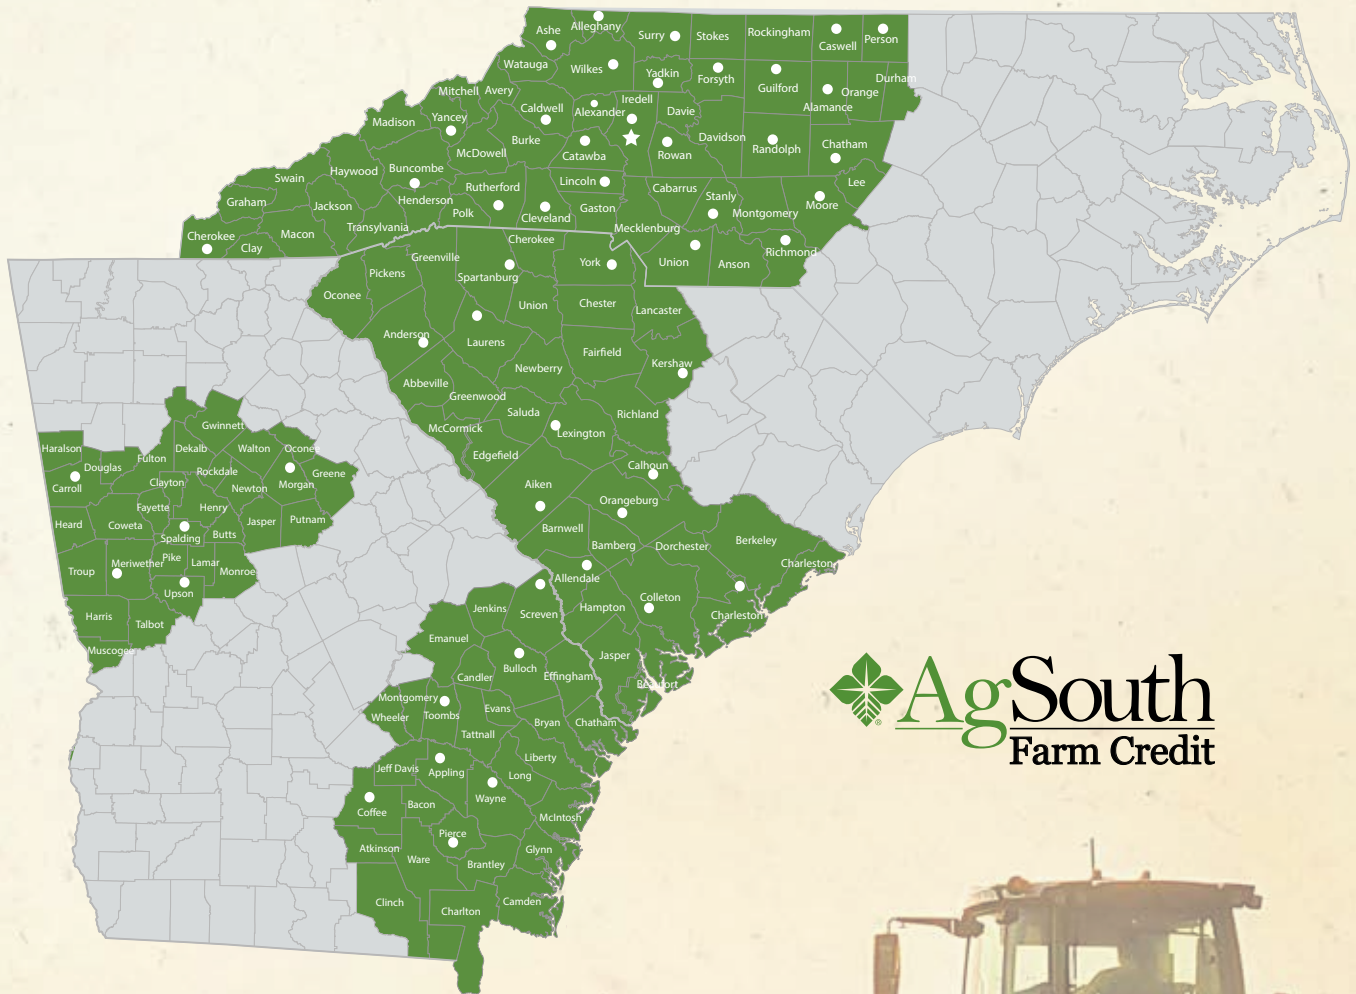 Ashe
Alleghany
Surry
Stokes
Rockingham
Caswell
Person
Watauga
Wilkes
Yadkin
Forsyth
Guilford
Alamance
Orange
Durham
Mitchell
Avery
Caldwell
Alexander
Iredell
Davie
Madison
Yancey
Burke
Catawba
Rowan
Davidson
Randolph
Chatham
McDowell
Swain
Haywood
Buncombe
Rutherford
Lincoln
Cabarrus
Stanly
Lee
Graham
Jackson
Henderson
Polk
Cleveland
Gaston
Montgomery
Moore
Cherokee
Clay
Macon
Transylvania
Mecklenburg
Union
Anson
Richmond
Oconee
Pickens
Greenville
Spartanburg
Cherokee
York
Union
Chester
Lancaster
Anderson
Laurens
Fairfield
Kershaw
Abbeville
Greenwood
Newberry
McCormick
Saluda
Lexington
Richland
Edgefield
Aiken
Calhoun
Orangeburg
Barnwell
Bamberg
Dorchester
Berkeley
Charleston
Allendale
Hampton
Colleton
Charleston
Jasper
Beaufort
Gwinnett
Haralson
Douglas
Fulton
Dekalb
Walton
Oconee
Carroll
Clayton
Rockdale
Newton
Morgan
Greene
Heard
Coweta
Fayette
Henry
Jasper
Putnam
Spalding
Butts
Troup
Meriwether
Pike
Lamar
Monroe
Upson
Harris
Talbot
Muscogee
Jenkins
Screven
Emanuel
Bulloch
Candler
Effingham
Montgomery
Toombs
Wheeler
Evans
Tattnall
Bryan
Chatham
Jeff Davis
Appling
Long
Liberty
Coffee
Bacon
Wayne
McIntosh
Pierce
Atkinson
Ware
Brantley
Glynn
Clinch
Charlton
Camden
AgSouth
Farm Credit
®